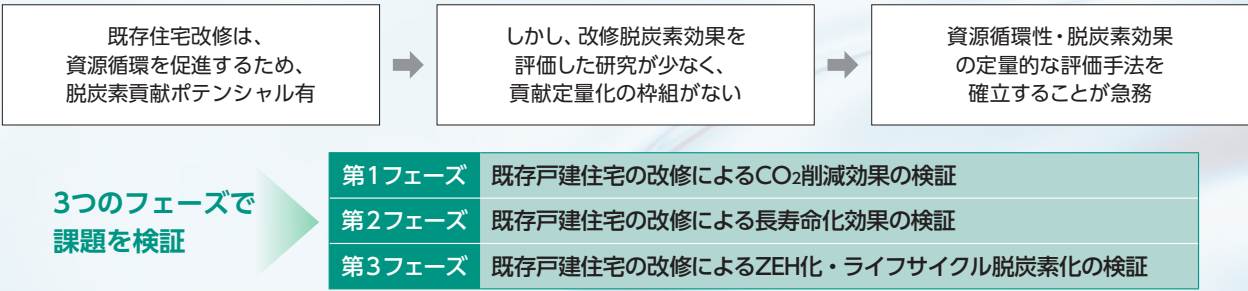 既存住宅改修は、
資源循環を促進するため、
脱炭素貢献ポテンシャル有
しかし、改修脱炭素効果を
評価した研究が少なく、
貢献定量化の枠組がない
資源循環性・脱炭素効果
の定量的な評価手法を
確立することが急務
3つのフェーズで
課題を検証
第1フェーズ 既存戸建住宅の改修によるCO2削減効果の検証
第2フェーズ 既存戸建住宅の改修による長寿命化効果の検証
第3フェーズ 既存戸建住宅の改修によるZEH化・ライフサイクル脱炭素化の検証